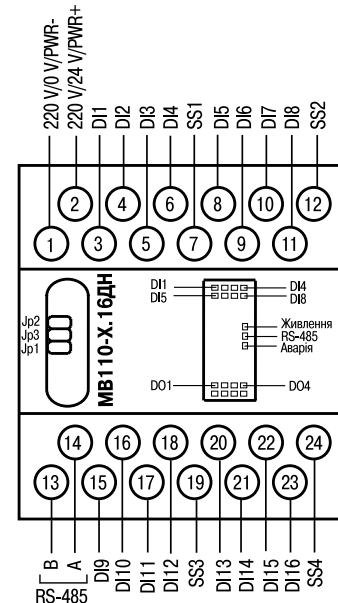 220 V/0 V/PWR-
220 V/24 V/PWR+
DI1
DI2
DI3
DI4
SS1
DI5
DI6
DI7
DI8
SS2
2
4
6
8
10
12
1
3
5
7
9
11
Jp2
Jp3
Jp1
МВ110-Х.16ДН
DI1
DI5
DI4
DI8
Живлення
RS-485
Аварія
DO1
DO4
14
16
18
20
22
24
13
15
17
19
21
23
B
A
RS-485
DI9
DI10
DI11
DI12
SS3
DI13
DI14
DI15
DI16
SS4